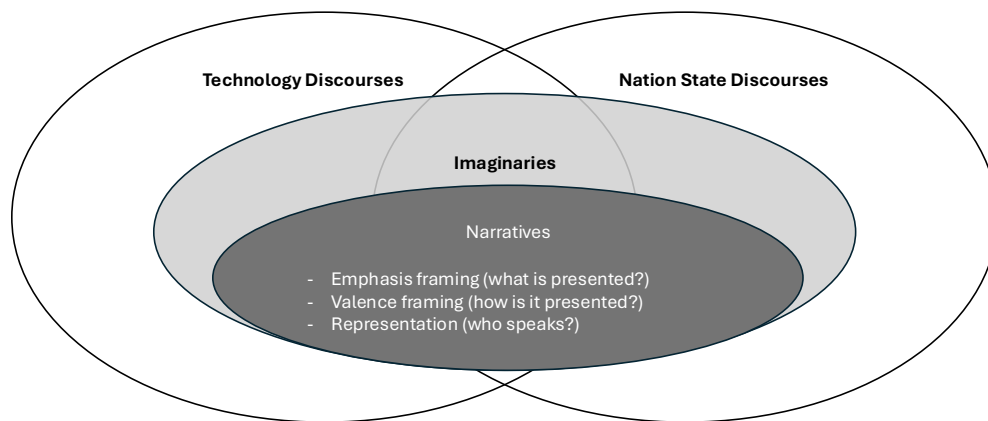 Technology Discourses
Nation State Discourses
Imaginaries
Narratives
- Emphasis framing (what is presented?)
- Valence framing (how is it presented?)
- Representation (who speaks?)